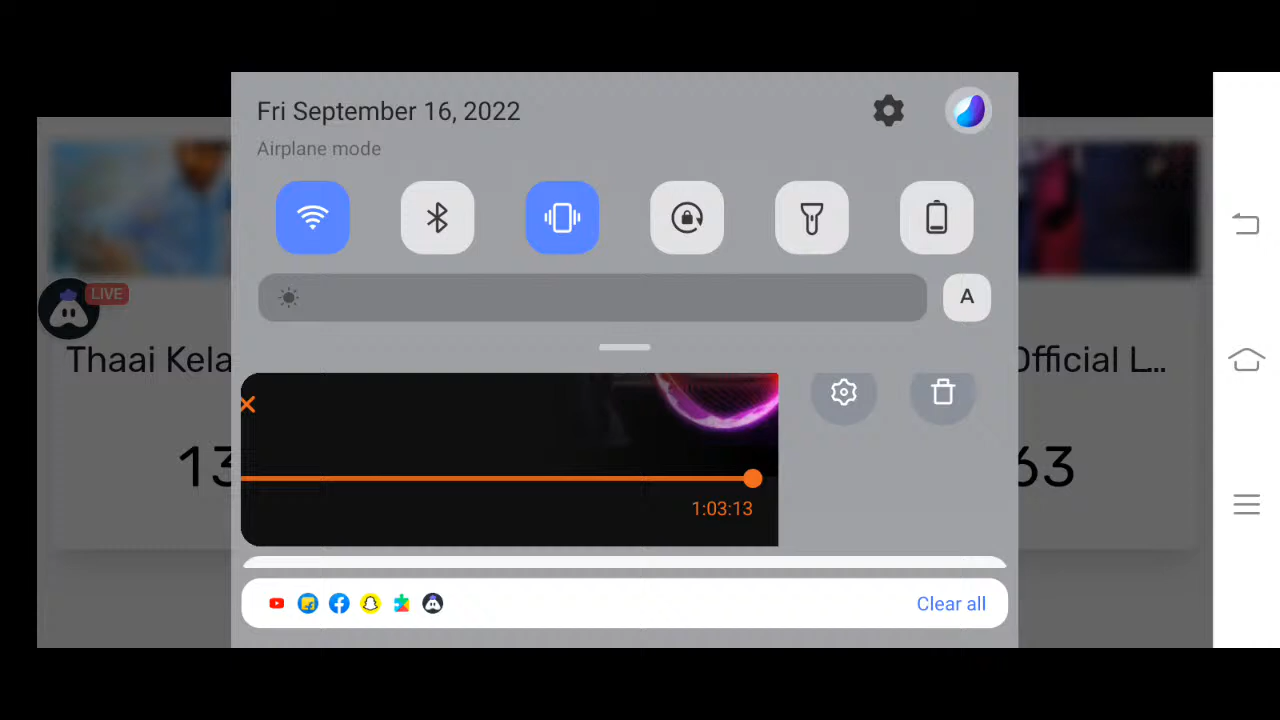 Fri September 16, 2022
Airplane mode
A
LIVE
Thaai Kela
Official L...
13
63
1:03:13
Clear all